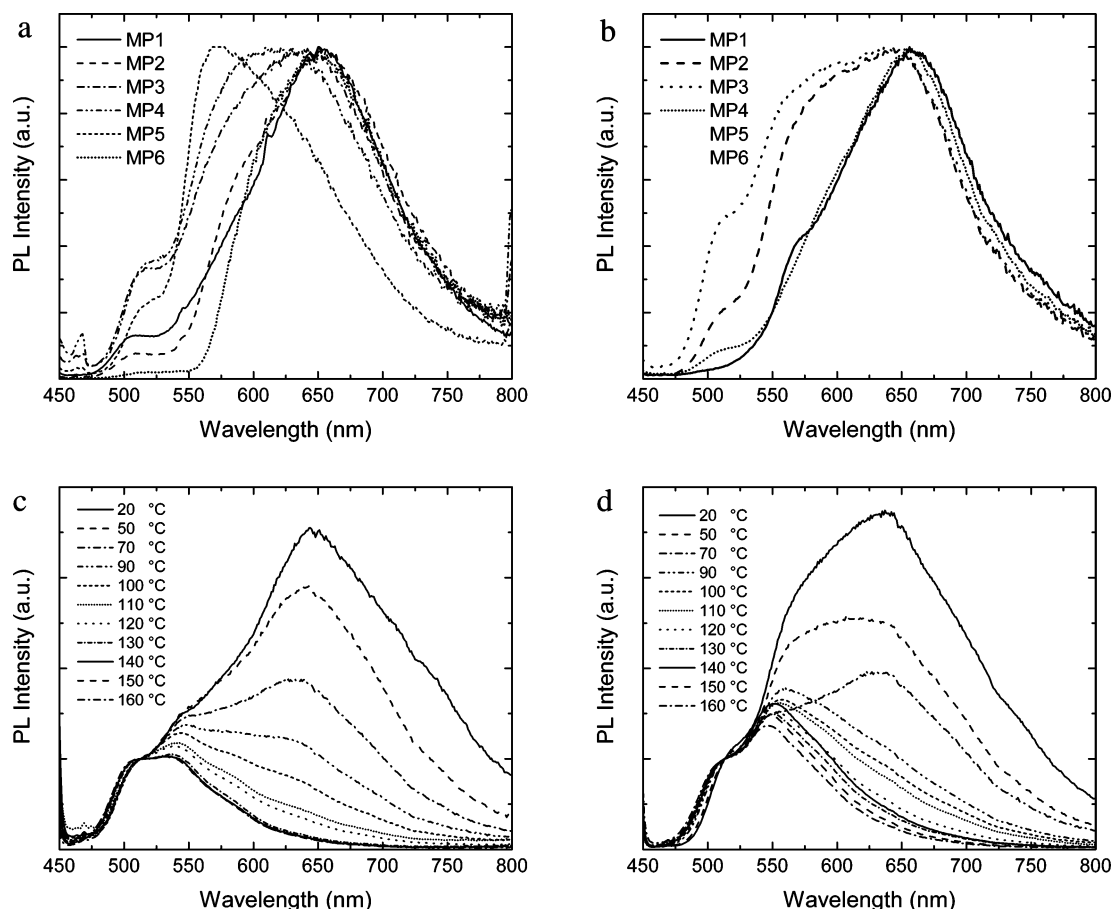 a
MP1
MP2
MP3
MP4
MP5
MP6
PL Intensity (a.u.)
450 500 550 600 650 700 750 800
Wavelength (nm)
b
MP1
MP2
MP3
MP4
MP5
MP6
PL Intensity (a.u.)
450 500 550 600 650 700 750 800
Wavelength (nm)
c
20 °C
50 °C
70 °C
90 °C
100 °C
110 °C
120 °C
130 °C
140 °C
150 °C
160 °C
PL Intensity (a.u.)
450 500 550 600 650 700 750 800
Wavelength (nm)
d
20 °C
50 °C
70 °C
90 °C
100 °C
110 °C
120 °C
130 °C
140 °C
150 °C
160 °C
PL Intensity (a.u.)
450 500 550 600 650 700 750 800
Wavelength (nm)